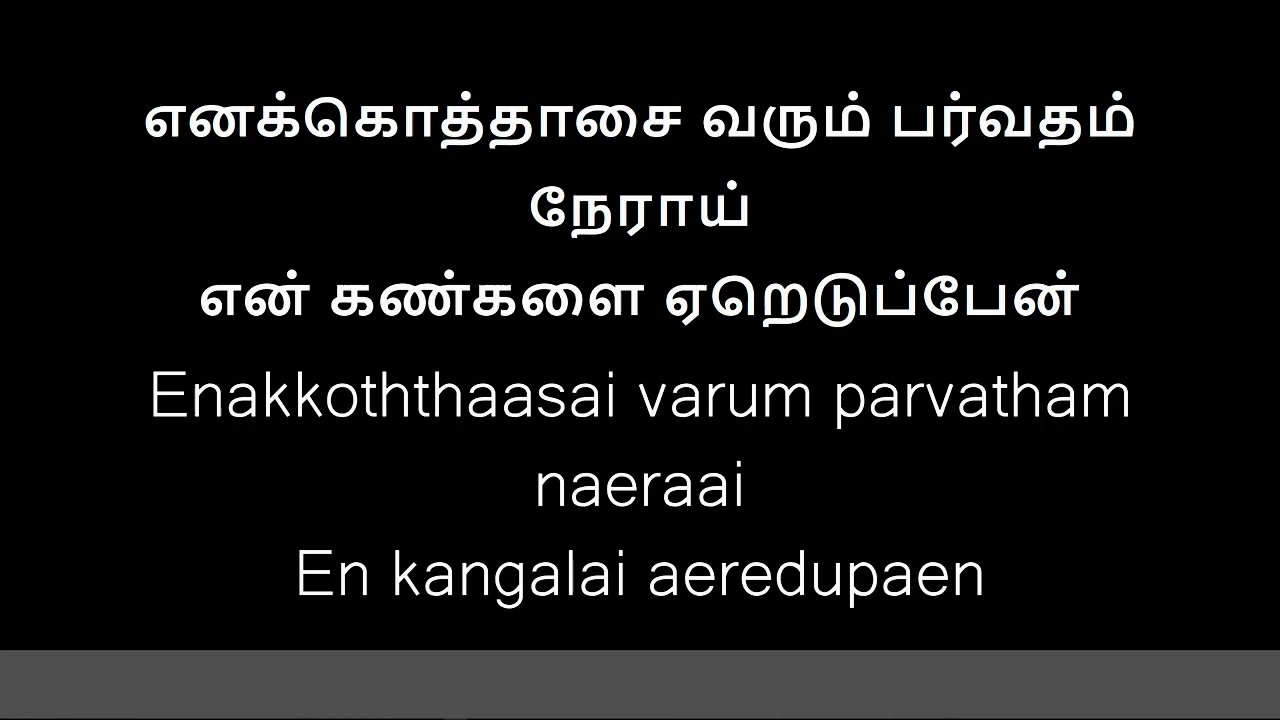 எனக்கொத்தாசை வரும் பர்வதம்
நேராய்
என் கண்களை ஏறெடுப்பேன்
Enakkoththaasai varum parvatham
naeraai
En kangalai aeredupaen